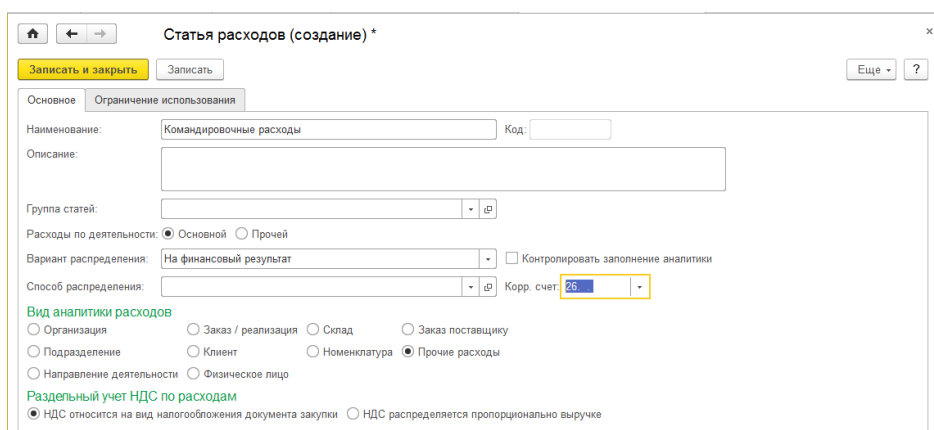 Статья расходов (создание) *
×
Записать и закрыть Записать Еще ?
Основное Ограничение использования
Наименование: Командировочные расходы Код:
Описание:
Группа статей:
Расходы по деятельности: Основной Прочей
Вариант распределения: На финансовый результат Контролировать заполнение аналитики
Способ распределения: Корр. счет: 26. .
Вид аналитики расходов
Организация Заказ / реализация Склад Заказ поставщику
Подразделение Клиент Номенклатура Прочие расходы
Направление деятельности Физическое лицо
Раздельный учет НДС по расходам
НДС относится на вид налогообложения документа закупки НДС распределяется пропорционально выручке